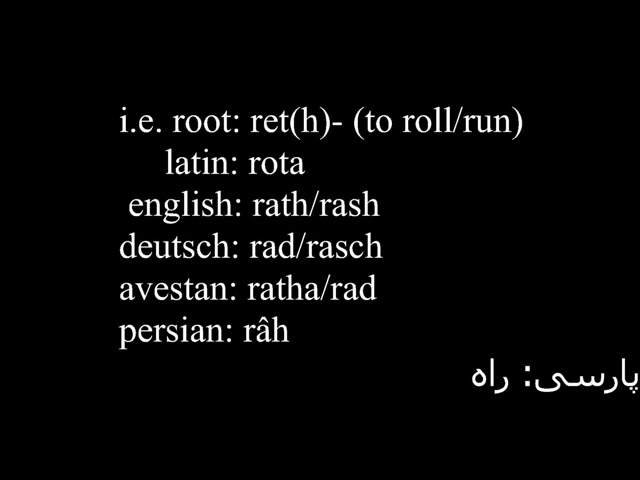 i.e. root: ret(h)- (to roll/run)
latin: rota
english: rath/rash
deutsch: rad/rasch
avestan: ratha/rad
persian: râh
پارسی: راه